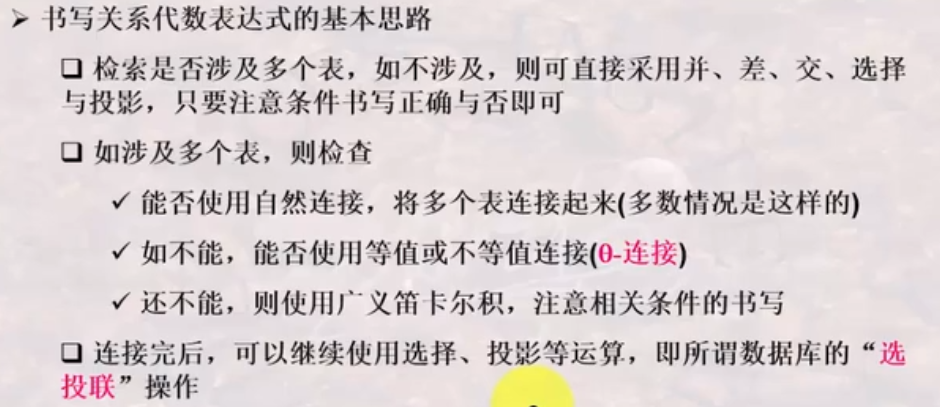 ➢ 书写关系代数表达式的基本思路
❑ 检索是否涉及多个表，如不涉及，则可直接采用并、差、交、选择
与投影，只要注意条件书写正确与否即可
❑ 如涉及多个表，则检查
✓ 能否使用自然连接，将多个表连接起来(多数情况是这样的)
✓ 如不能，能否使用等值或不等值连接(θ-连接)
✓ 还不能，则使用广义笛卡尔积，注意相关条件的书写
❑ 连接完后，可以继续使用选择、投影等运算，即所谓数据库的“选
投联”操作